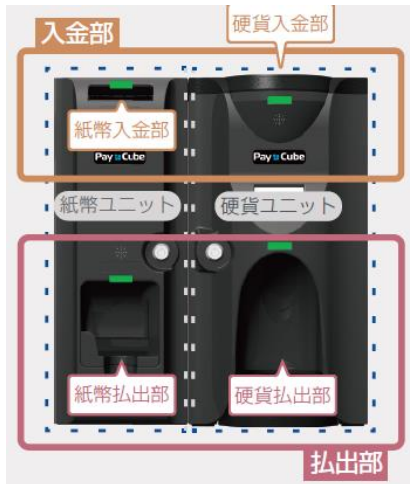 入金部
硬貨入金部
紙幣入金部
Pay Cube
Pay Cube
紙幣ユニット
硬貨ユニット
紙幣払出部
硬貨払出部
払出部